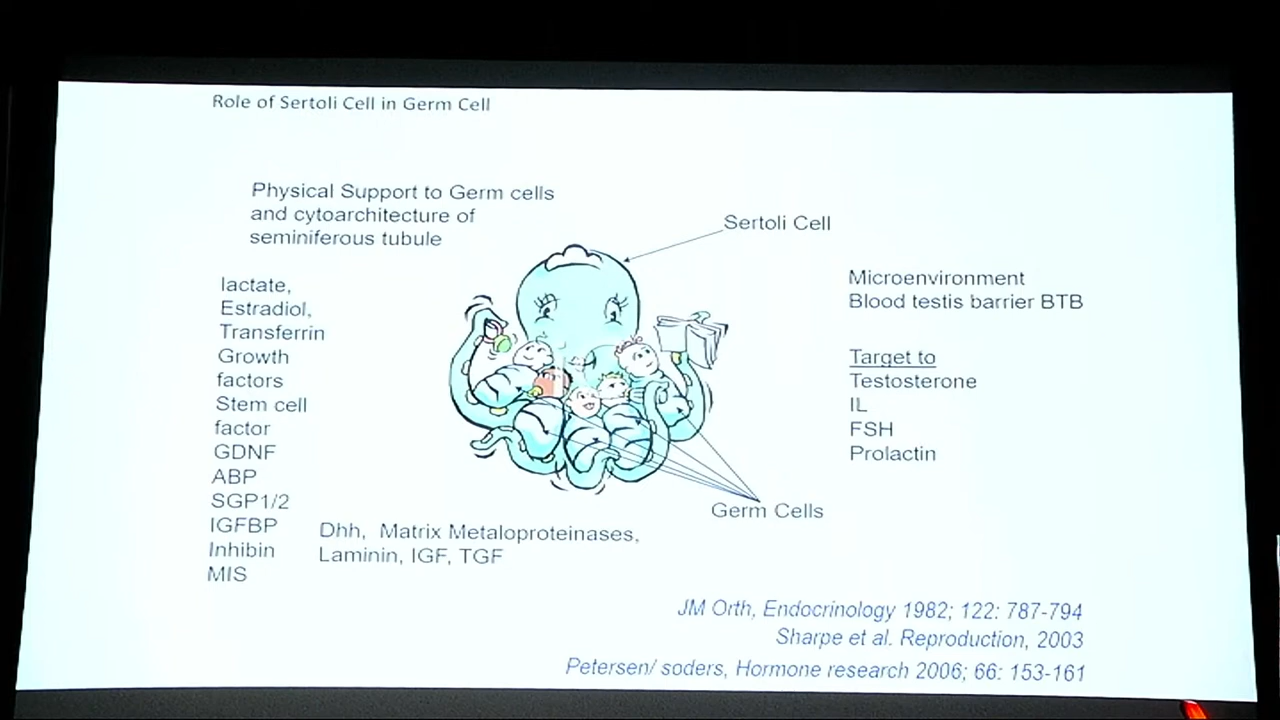 Role of Sertoli Cell in Germ Cell
Physical Support to Germ cells
and cytoarchitecture of
seminiferous tubule
Sertoli Cell
lactate,
Estradiol,
Transferrin
Growth
factors
Stem cell
factor
GDNF
ABP
SGP1/2
IGFBP
Inhibin
MIS
Dhh, Matrix Metaloproteinases,
Laminin, IGF, TGF
Microenvironment
Blood testis barrier BTB
Target to
Testosterone
IL
FSH
Prolactin
Germ Cells
JM Orth, Endocrinology 1982; 122: 787-794
Sharpe et al. Reproduction, 2003
Petersen/ soders, Hormone research 2006; 66: 153-161